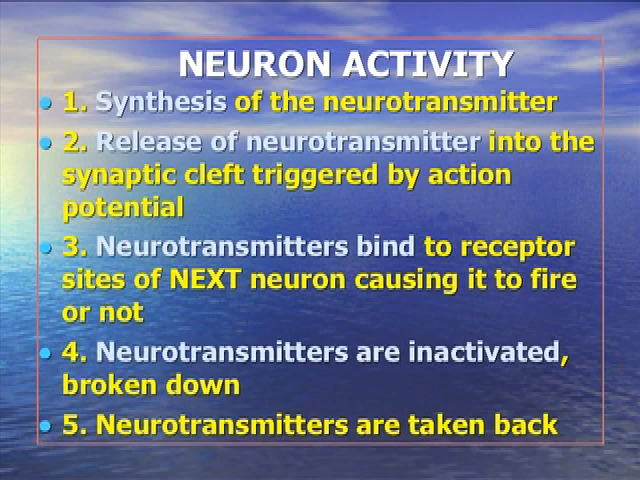 NEURON ACTIVITY
• 1. Synthesis of the neurotransmitter
• 2. Release of neurotransmitter into the
synaptic cleft triggered by action
potential
• 3. Neurotransmitters bind to receptor
sites of NEXT neuron causing it to fire
or not
• 4. Neurotransmitters are inactivated,
broken down
• 5. Neurotransmitters are taken back